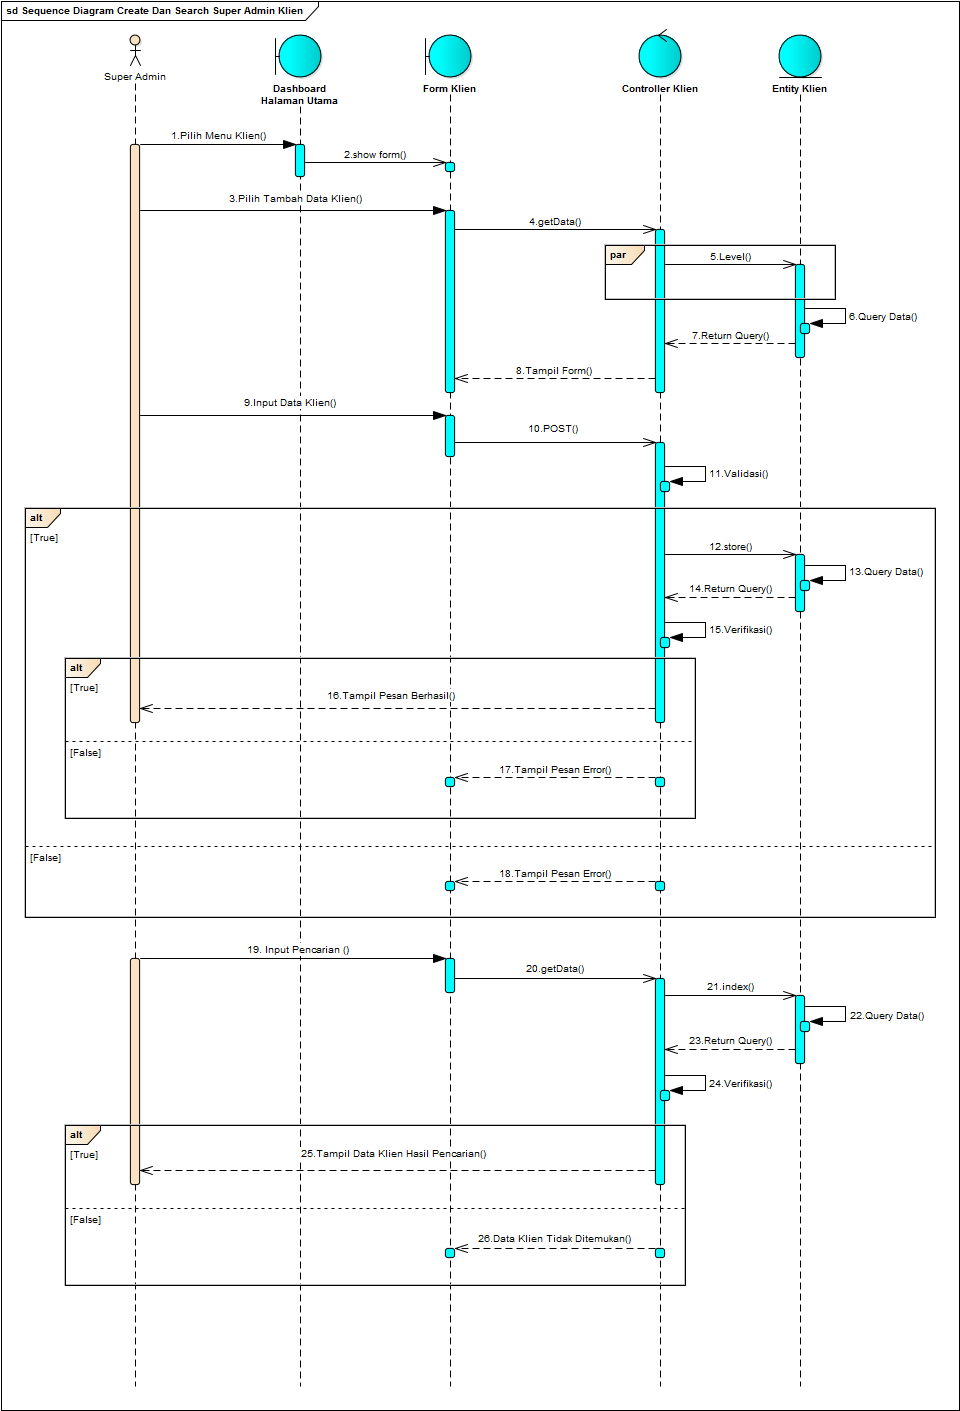 sd Sequence Diagram Create Dan Search Super Admin Klien
Super Admin
Dashboard
Halaman Utama
Form Klien
Controller Klien
Entity Klien
1.Pilih Menu Klien()
2.show form()
3.Pilih Tambah Data Klien()
4.getData()
par
5.Level()
6.Query Data()
7.Return Query()
8.Tampil Form()
9.Input Data Klien()
10.POST()
11.Validasi()
alt
[True]
12.store()
13.Query Data()
14.Return Query()
15.Verifikasi()
alt
[True]
16.Tampil Pesan Berhasil()
[False]
17.Tampil Pesan Error()
[False]
18.Tampil Pesan Error()
19. Input Pencarian ()
20.getData()
21.index()
22.Query Data()
23.Return Query()
24.Verifikasi()
alt
[True]
25.Tampil Data Klien Hasil Pencarian()
[False]
26.Data Klien Tidak Ditemukan()